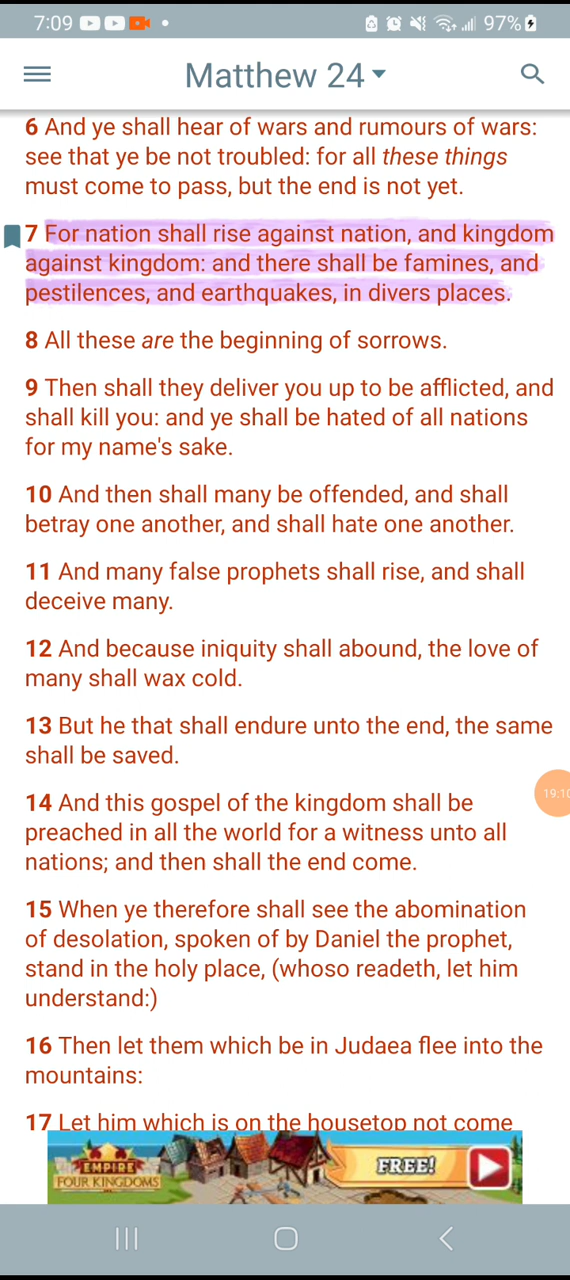 7:09 97%
Matthew 24
6 And ye shall hear of wars and rumours of wars:
see that ye be not troubled: for all these things
must come to pass, but the end is not yet.
7 For nation shall rise against nation, and kingdom
against kingdom: and there shall be famines, and
pestilences, and earthquakes, in divers places.
8 All these are the beginning of sorrows.
9 Then shall they deliver you up to be afflicted, and
shall kill you: and ye shall be hated of all nations
for my name's sake.
10 And then shall many be offended, and shall
betray one another, and shall hate one another.
11 And many false prophets shall rise, and shall
deceive many.
12 And because iniquity shall abound, the love of
many shall wax cold.
13 But he that shall endure unto the end, the same
shall be saved.
19:10
14 And this gospel of the kingdom shall be
preached in all the world for a witness unto all
nations; and then shall the end come.
15 When ye therefore shall see the abomination
of desolation, spoken of by Daniel the prophet,
stand in the holy place, (whoso readeth, let him
understand:)
16 Then let them which be in Judaea flee into the
mountains:
17 Let him which is on the housetop not come
EMPIRE
FOUR KINGDOMS
FREE!